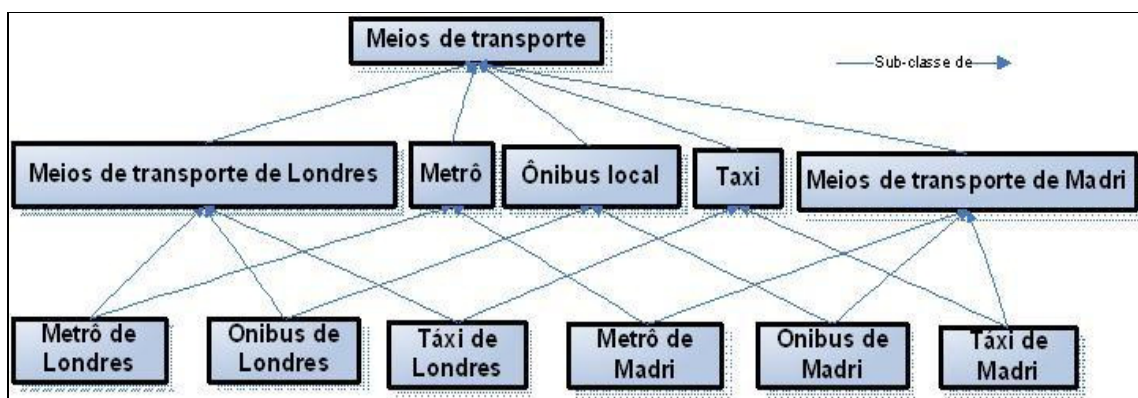 Meios de transporte
Sub-classe de
Meios de transporte de Londres
Metrô
Ônibus local
Taxi
Meios de transporte de Madri
Metrô de
Londres
Onibus de
Londres
Táxi de
Londres
Metrô de
Madri
Onibus de
Madri
Táxi de
Madri